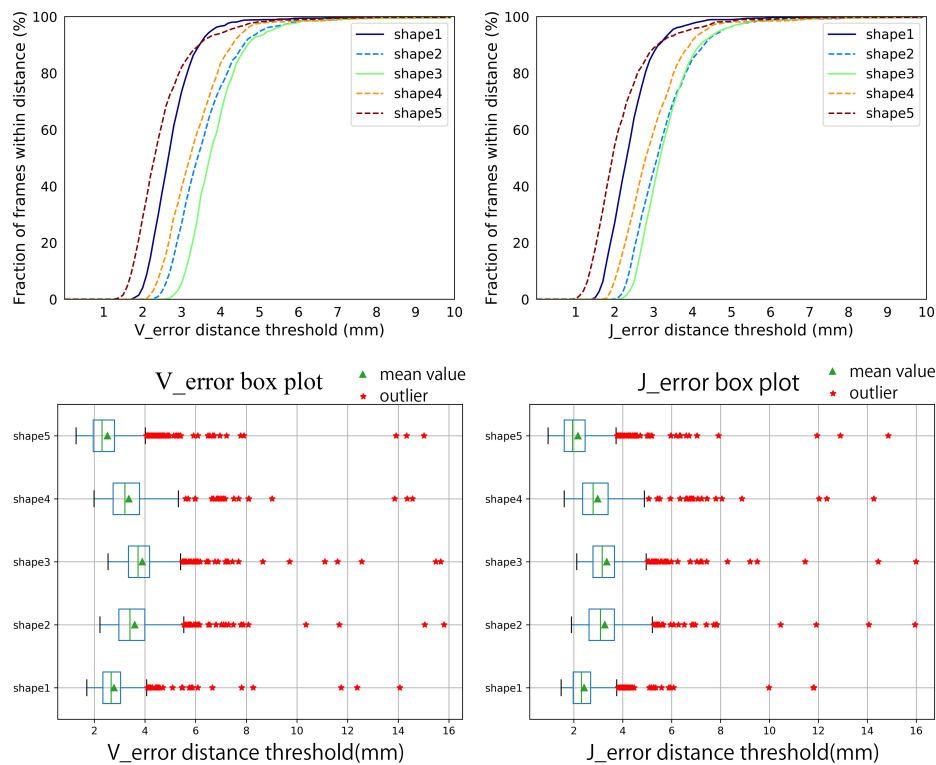 Fraction of frames within distance (%)
100
80
60
40
20
0
1 2 3 4 5 6 7 8 9 10
V_error distance threshold (mm)
shape1
shape2
shape3
shape4
shape5
Fraction of frames within distance (%)
100
80
60
40
20
0
1 2 3 4 5 6 7 8 9 10
J_error distance threshold (mm)
shape1
shape2
shape3
shape4
shape5
V_error box plot
mean value
outlier
shape5
shape4
shape3
shape2
shape1
2 4 6 8 10 12 14 16
V_error distance threshold(mm)
J_error box plot
mean value
outlier
shape5
shape4
shape3
shape2
shape1
2 4 6 8 10 12 14 16
J_error distance threshold(mm)